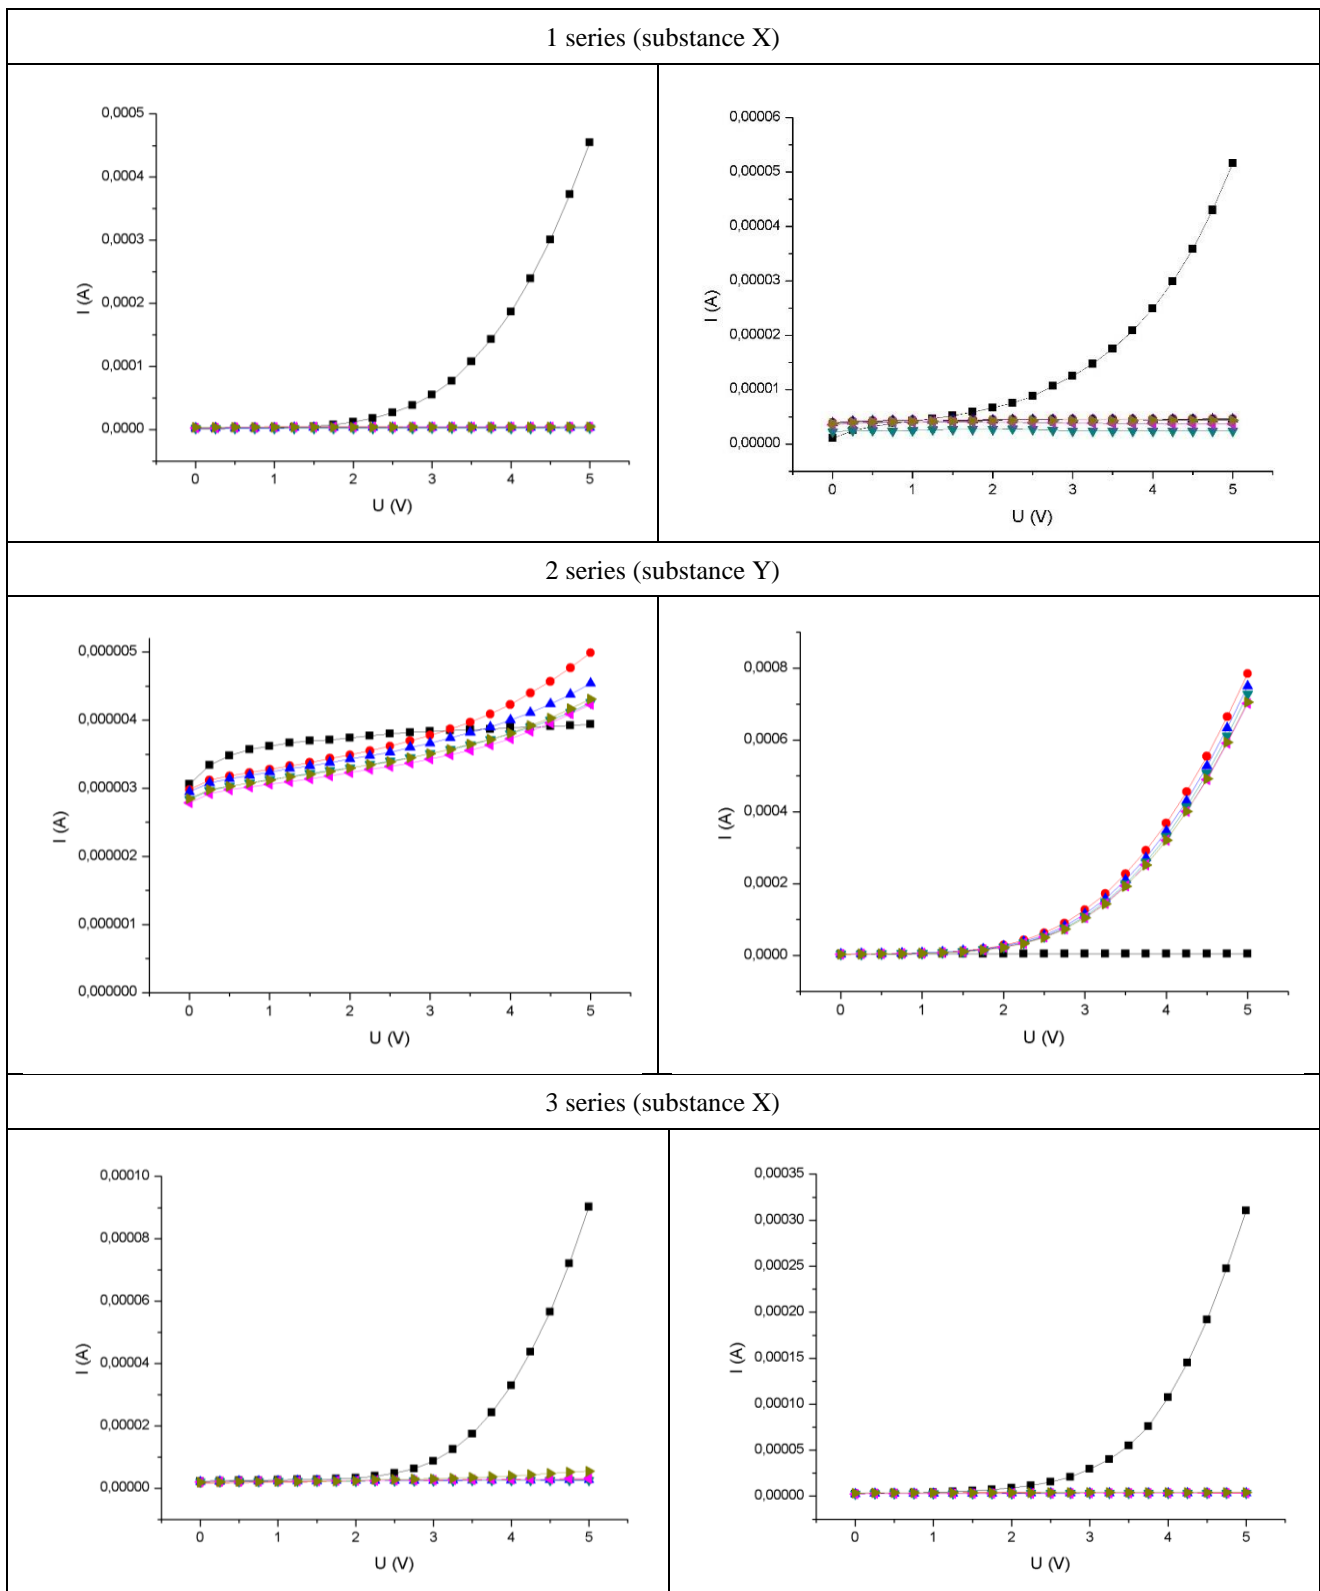 1 series (substance X)
0,0005
0,0004
0,0003
0,0002
0,0001
0,0000
I (A)
0 1 2 3 4 5
U (V)
0,00006
0,00005
0,00004
0,00003
0,00002
0,00001
0,00000
I (A)
0 1 2 3 4 5
U (V)
2 series (substance Y)
0,000005
0,000004
0,000003
0,000002
0,000001
0,000000
I (A)
0 1 2 3 4 5
U (V)
0,0008
0,0006
0,0004
0,0002
0,0000
I (A)
0 1 2 3 4 5
U (V)
3 series (substance X)
0,00010
0,00008
0,00006
0,00004
0,00002
0,00000
I (A)
0 1 2 3 4 5
U (V)
0,00035
0,00030
0,00025
0,00020
0,00015
0,00010
0,00005
0,00000
I (A)
0 1 2 3 4 5
U (V)